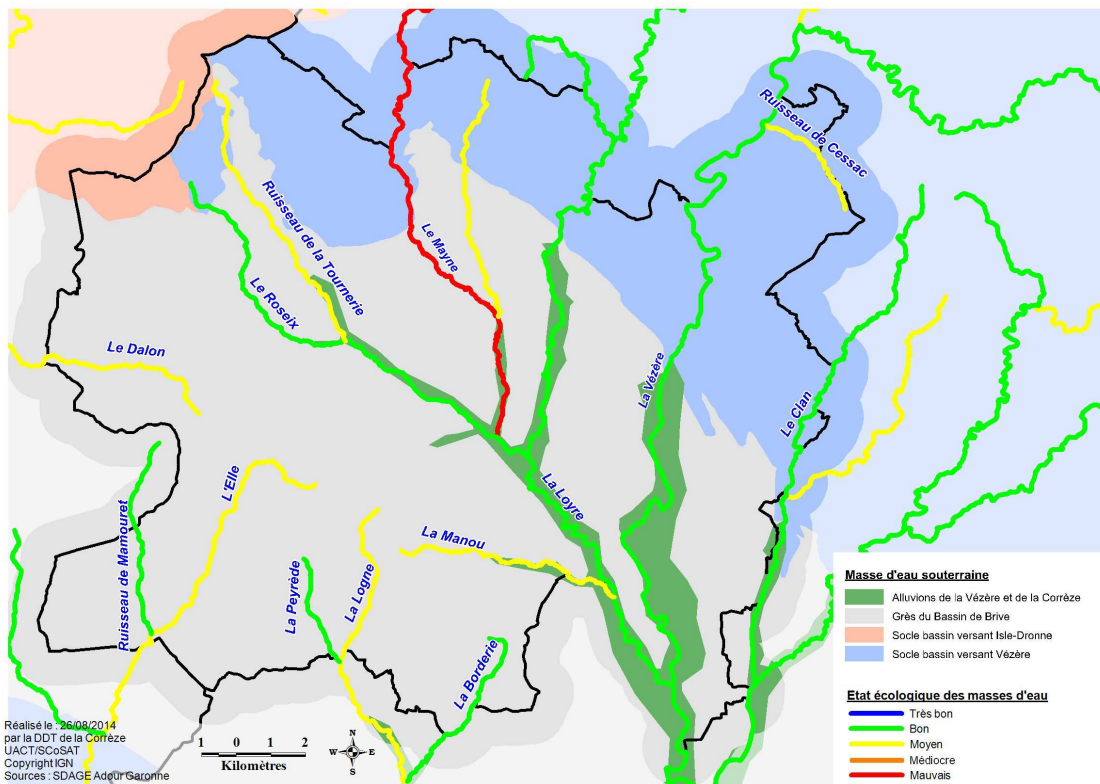 Ruisseau de Cessac
Ruisseau de la Tournerie
Le Mayne
Le Roseix
Le Dalon
La Vézère
Le Clan
L'Elle
La Loyre
La Manou
Ruisseau de Mamouret
La Peyrède
La Logne
La Borderie
Masse d'eau souterraine
Alluvions de la Vézère et de la Corrèze
Grès du Bassin de Brive
Socle bassin versant Isle-Dronne
Socle bassin versant Vézère
Etat écologique des masses d'eau
Très bon
Bon
Moyen
Médiocre
Mauvais
Réalisé le : 26/08/2014
par la DDT de la Corrèze
UACT/SCoSAT
Copyright IGN
Sources : SDAGE Adour Garonne
1 0 1 2
Kilomètres
N
W E
S